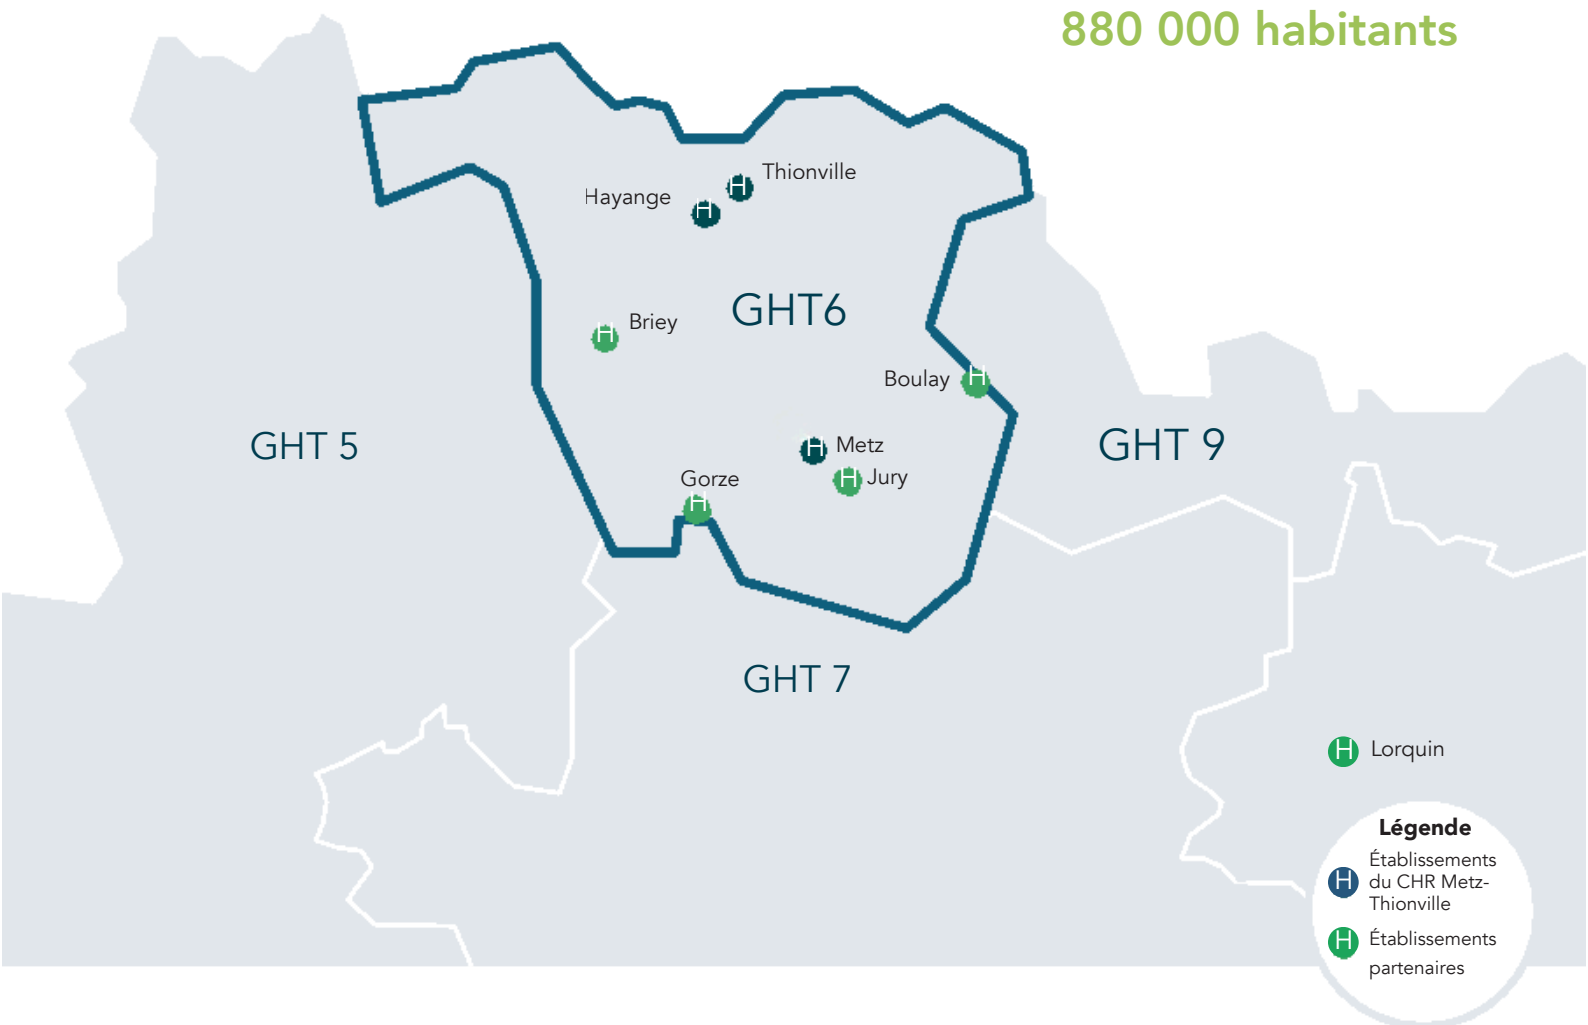 880 000 habitants
Thionville
Hayange
GHT6
Briey
Boulay
GHT 5
Metz
GHT 9
Jury
Gorze
GHT 7
Lorquin
Légende
Établissements
du CHR Metz-
Thionville
Établissements
partenaires
H
H
H
H
H
H
H
H
H
H